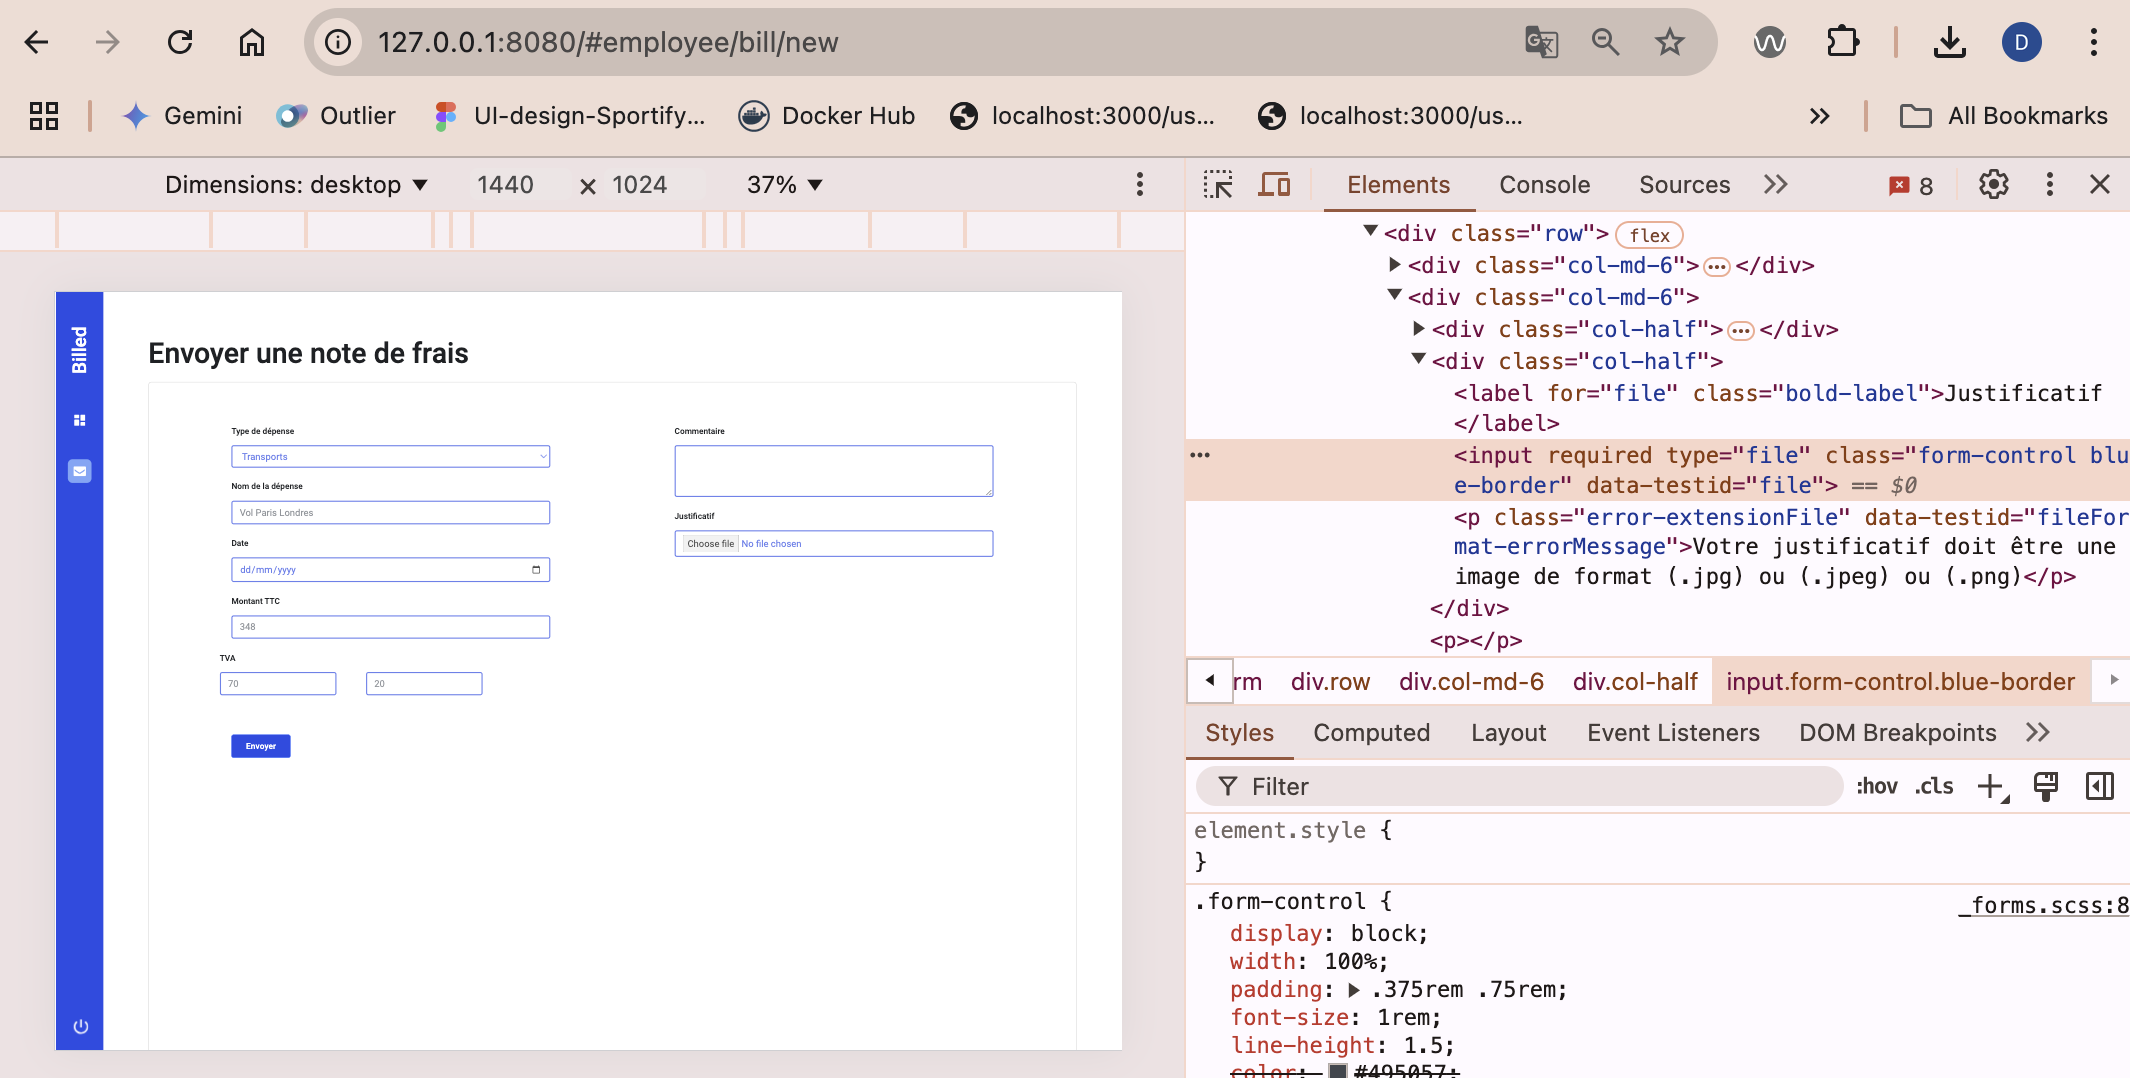 127.0.0.1:8080/#employee/bill/new
Gemini
Outlier
UI-design-Sportify...
Docker Hub
localhost:3000/us...
localhost:3000/us...
All Bookmarks
Dimensions: desktop
1440 × 1024
37%
Billed
Envoyer une note de frais
Type de dépense
Transports
Nom de la dépense
Vol Paris Londres
Date
dd/mm/yyyy
Montant TTC
348
TVA
70
20
Envoyer
Commentaire
Justificatif
Choose file No file chosen
Elements
Console
Sources
8
<div class="row"> flex
<div class="col-md-6"> ··· </div>
<div class="col-md-6">
<div class="col-half"> ··· </div>
<div class="col-half">
<label for="file" class="bold-label">Justificatif
</label>
<input required type="file" class="form-control blu
e-border" data-testid="file"> == $0
<p class="error-extensionFile" data-testid="fileFor
mat-errorMessage">Votre justificatif doit être une
image de format (.jpg) ou (.jpeg) ou (.png)</p>
</div>
<p></p>
rm
div.row
div.col-md-6
div.col-half
input.form-control.blue-border
Styles
Computed
Layout
Event Listeners
DOM Breakpoints
Filter
:hov
.cls
element.style {
}
.form-control {
_forms.scss:8
display: block;
width: 100%;
padding: .375rem .75rem;
font-size: 1rem;
line-height: 1.5;
color: #495057;
D